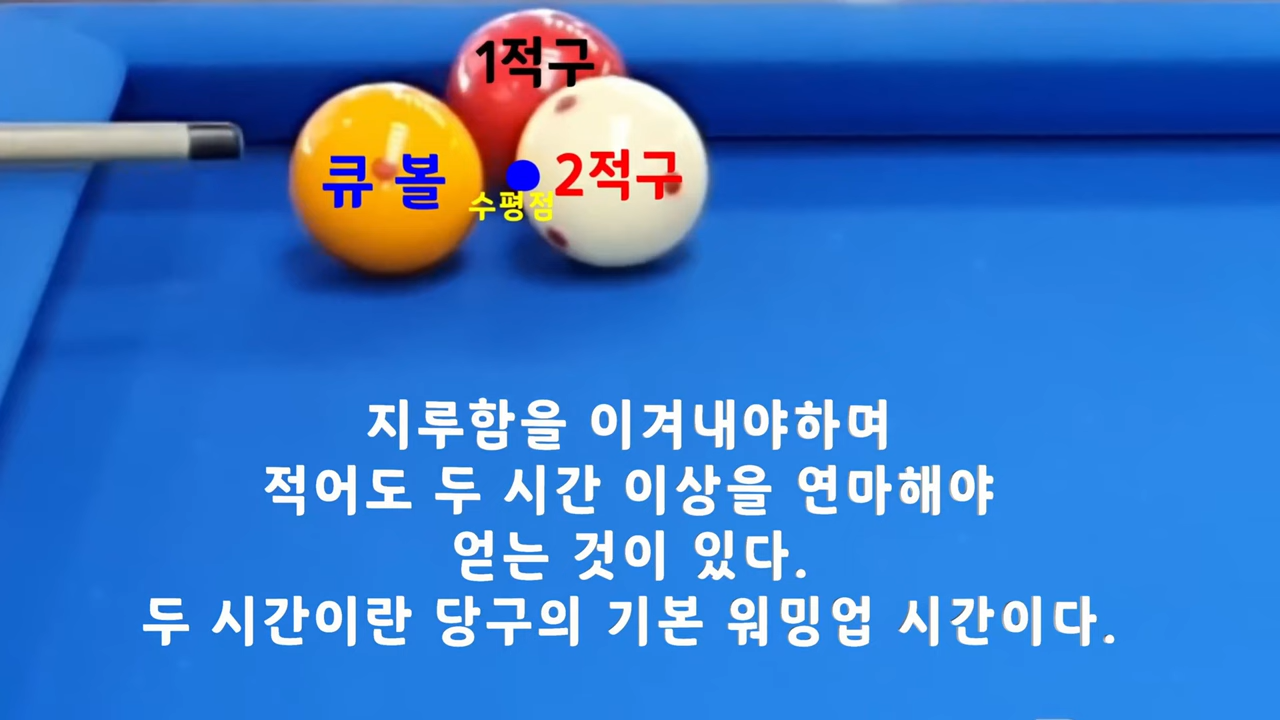 1적구
큐 볼
2적구
수평점
지루함을 이겨내야하며
적어도 두 시간 이상을 연마해야
얻는 것이 있다.
두 시간이란 당구의 기본 워밍업 시간이다.